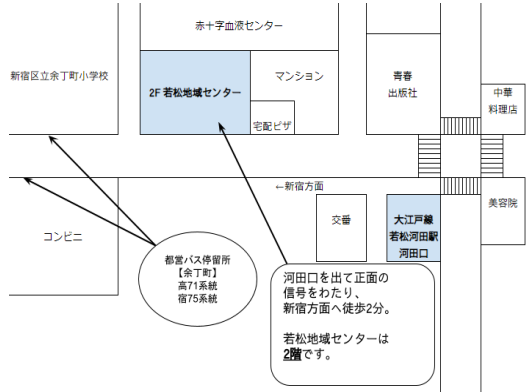 赤十字血液センター
新宿区立余丁町小学校
2F 若松地域センター
マンション
宅配ピザ
青春
出版社
中華
料理店
←新宿方面
コンビニ
交番
大江戸線
若松河田駅
河田口
美容院
都営バス停留所
【余丁町】
高71系統
宿75系統
河田口を出て正面の
信号をわたり、
新宿方面へ徒歩2分。
若松地域センターは
2階です。